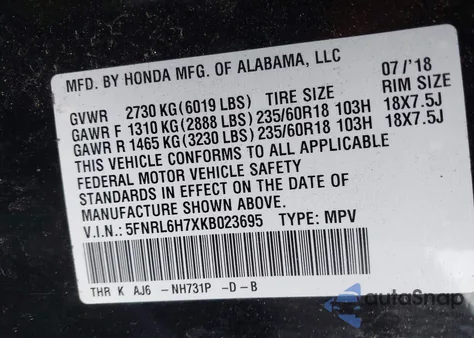 MFD. BY HONDA MFG. OF ALABAMA, LLC
07 /'18
GVWR 2730 KG(6019 LBS) TIRE SIZE RIM SIZE
GAWR F 1310 KG(2888 LBS) 235/60R18 103H 18X7.5J
GAWR R 1465 KG(3230 LBS) 235/60R18 103H 18X7.5J
THIS VEHICLE CONFORMS TO ALL APPLICABLE
FEDERAL MOTOR VEHICLE SAFETY
STANDARDS IN EFFECT ON THE DATE OF
MANUFACTURE SHOWN ABOVE.
V.I.N.: 5FNRL6H7XKB023695 TYPE: MPV
THR K AJ6 -NH731P -D-B
autoSnap